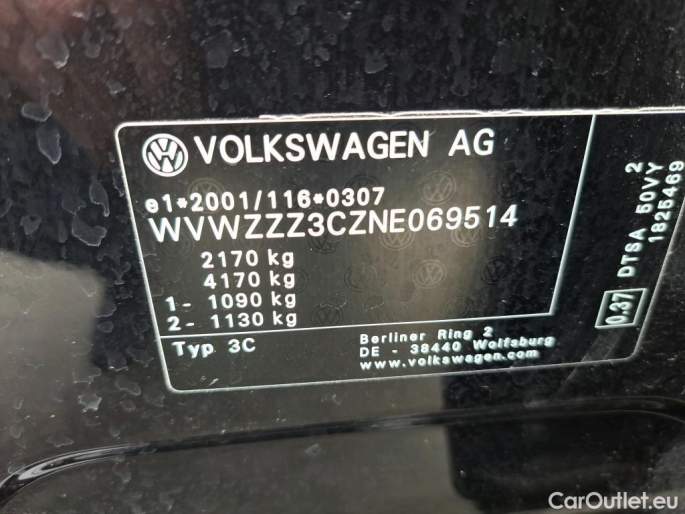 VOLKSWAGEN AG
e1*2001/116*0307
WVWZZZ3CZNE069514
2170 kg
4170 kg
1- 1090 kg
2- 1130 kg
Typ 3C
Berliner Ring 2
DE - 38440 Wolfsburg
www.volkswagen.com
0.37
DTSA 50VY 2
1825469
CarOutlet.eu